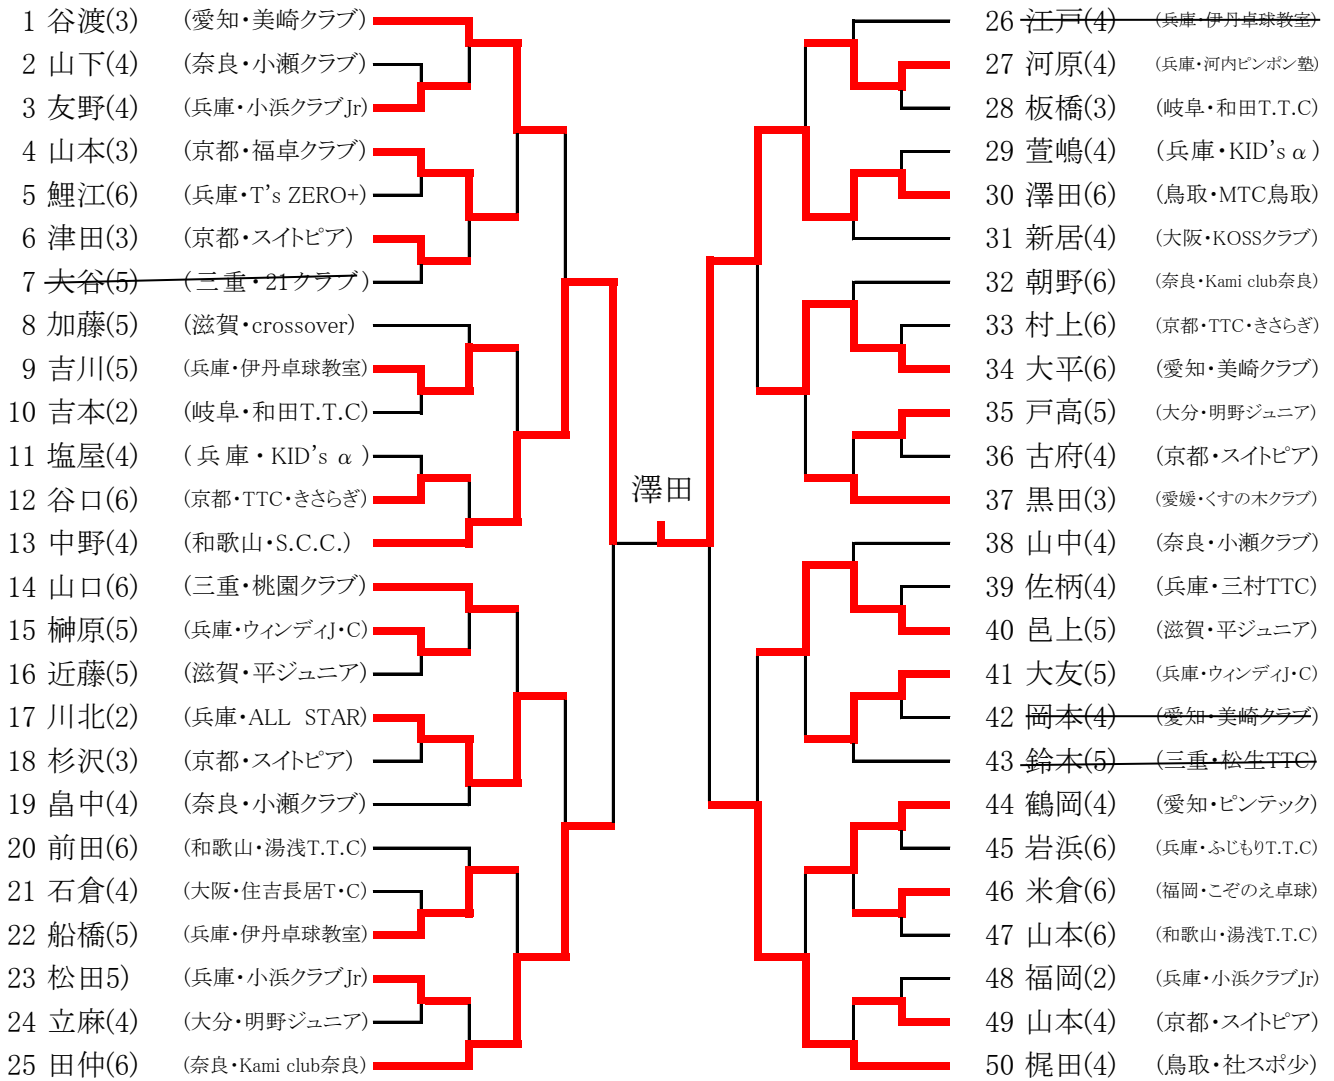 1 谷渡(3) (愛知・美崎クラブ)
2 山下(4) (奈良・小瀬クラブ)
3 友野(4) (兵庫・小浜クラブJr)
4 山本(3) (京都・福卓クラブ)
5 鯉江(6) (兵庫・T's ZERO+)
6 津田(3) (京都・スイトピア)
7 大谷(5) (三重・21クラブ)
8 加藤(5) (滋賀・crossover)
9 吉川(5) (兵庫・伊丹卓球教室)
10 吉本(2) (岐阜・和田T.T.C)
11 塩屋(4) (兵庫・KID's α)
12 谷口(6) (京都・TTC・きさらぎ)
13 中野(4) (和歌山・S.C.C.)
14 山口(6) (三重・桃園クラブ)
15 榊原(5) (兵庫・ウィンディJ・C)
16 近藤(5) (滋賀・平ジュニア)
17 川北(2) (兵庫・ALL STAR)
18 杉沢(3) (京都・スイトピア)
19 畠中(4) (奈良・小瀬クラブ)
20 前田(6) (和歌山・湯浅T.T.C)
21 石倉(4) (大阪・住吉長居T・C)
22 船橋(5) (兵庫・伊丹卓球教室)
23 松田5) (兵庫・小浜クラブJr)
24 立麻(4) (大分・明野ジュニア)
25 田仲(6) (奈良・Kami club奈良)
澤田
26 江戸(4) (兵庫・伊丹卓球教室)
27 河原(4) (兵庫・河内ピンポン塾)
28 板橋(3) (岐阜・和田T.T.C)
29 萱嶋(4) (兵庫・KID's α)
30 澤田(6) (鳥取・MTC鳥取)
31 新居(4) (大阪・KOSSクラブ)
32 朝野(6) (奈良・Kami club奈良)
33 村上(6) (京都・TTC・きさらぎ)
34 大平(6) (愛知・美崎クラブ)
35 戸高(5) (大分・明野ジュニア)
36 古府(4) (京都・スイトピア)
37 黒田(3) (愛媛・くすの木クラブ)
38 山中(4) (奈良・小瀬クラブ)
39 佐柄(4) (兵庫・三村TTC)
40 邑上(5) (滋賀・平ジュニア)
41 大友(5) (兵庫・ウィンディJ・C)
42 岡本(4) (愛知・美崎クラブ)
43 鈴木(5) (三重・松生TTC)
44 鶴岡(4) (愛知・ピンテック)
45 岩浜(6) (兵庫・ふじもりT.T.C)
46 米倉(6) (福岡・こぞのえ卓球)
47 山本(6) (和歌山・湯浅T.T.C)
48 福岡(2) (兵庫・小浜クラブJr)
49 山本(4) (京都・スイトピア)
50 梶田(4) (鳥取・社スポ少)